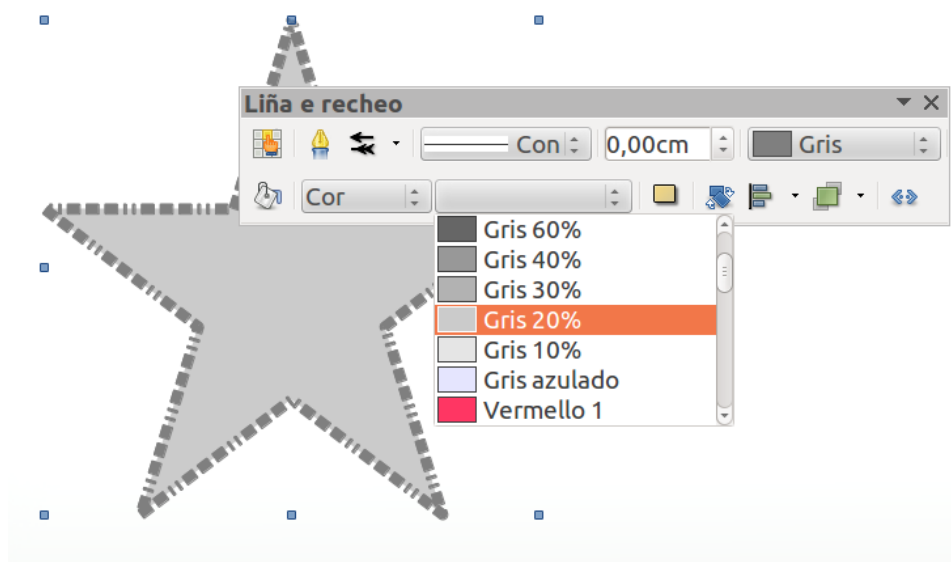 Liña e recheo
Con 0,00cm Gris
Cor
Gris 60%
Gris 40%
Gris 30%
Gris 20%
Gris 10%
Gris azulado
Vermello 1